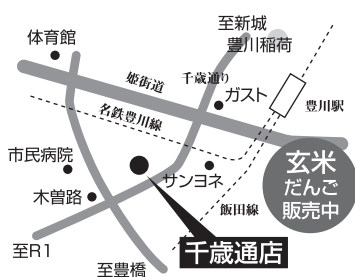 至新城
豊川稲荷
体育館
姫街道
千歳通り
ガスト
豊川駅
名鉄豊川線
市民病院
木曽路
サンヨネ
飯田線
玄米
だんご
販売中
至R1
至豊橋
千歳通店